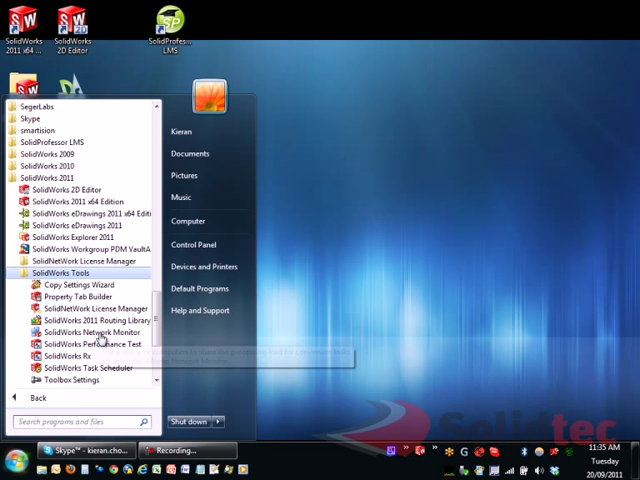 SolidWorks
2011 x64 ...
SolidWorks
2D Editor
SolidProfes...
LMS
SegerLabs
Skype
smartision
SolidProfessor LMS
SolidWorks 2009
SolidWorks 2010
SolidWorks 2011
SolidWorks 2D Editor
SolidWorks 2011 x64 Edition
SolidWorks eDrawings 2011 x64 Editi
SolidWorks eDrawings 2011
SolidWorks Explorer 2011
SolidWorks Workgroup PDM VaultA
SolidNetWork License Manager
SolidWorks Tools
Copy Settings Wizard
Property Tab Builder
SolidNetWork License Manager
SolidWorks 2011 Routing Library
SolidWorks Network Monitor
SolidWorks Performance Test
SolidWorks Rx
SolidWorks Task Scheduler
Toolbox Settings
Back
Search programs and files
Kieran
Documents
Pictures
Music
Computer
Control Panel
Devices and Printers
Default Programs
Help and Support
Shut down
Solidtec
Skype™ - kieran.cho...
Recording...
11:35 AM
Tuesday
20/09/2011